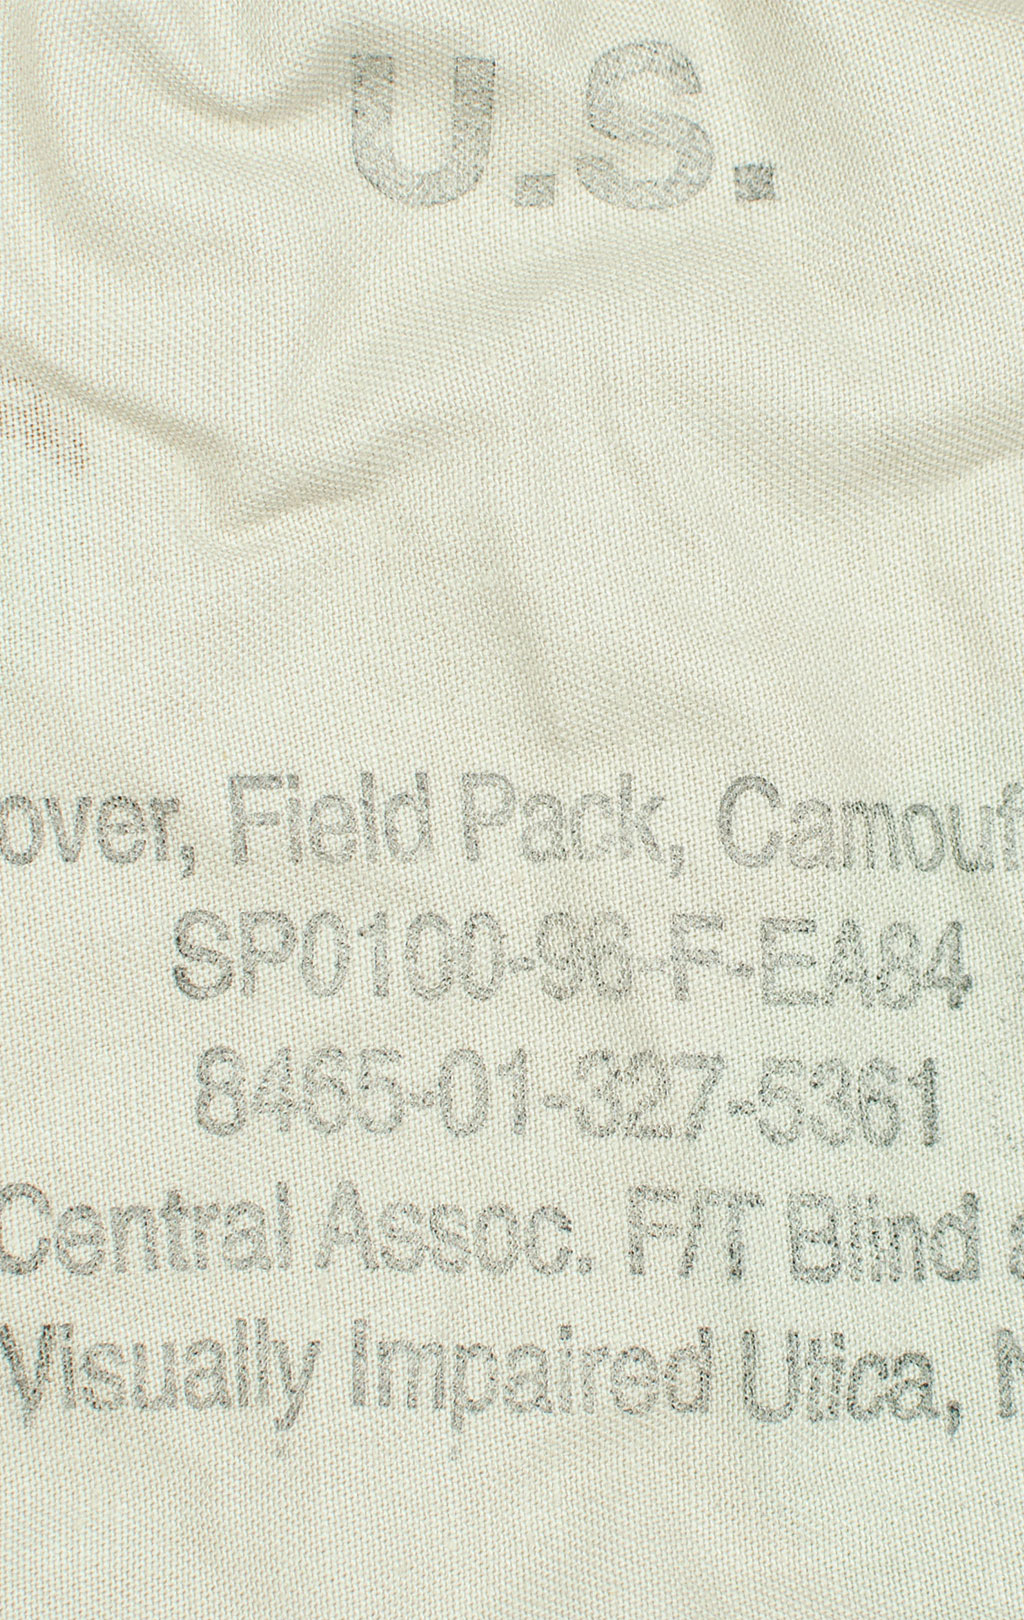 U.S.
over, Field Pack, Camouf
SP0100-96-F-EA84
8465-01-327-5361
Central Assoc. F/T Blind a
Visually Impaired Utica, N